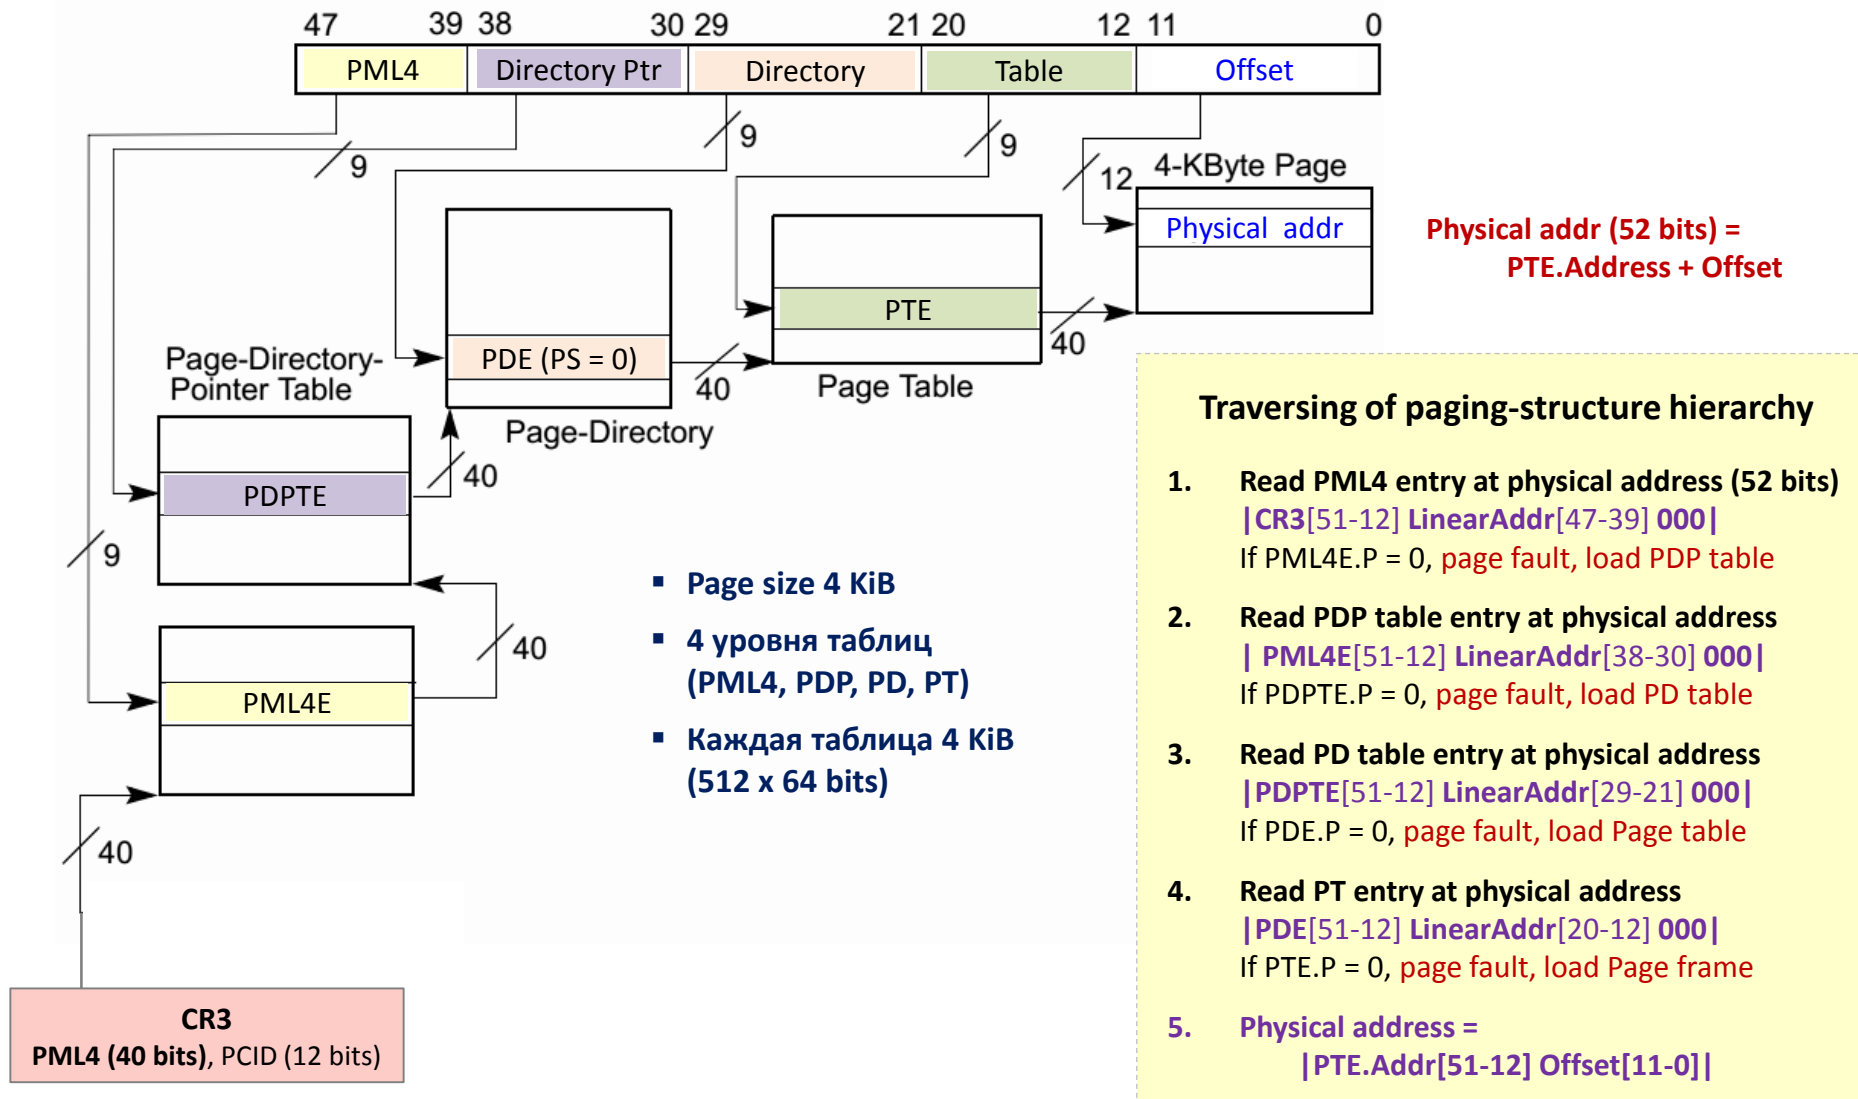 47 39 38 30 29 21 20 12 11 0
PML4 Directory Ptr Directory Table Offset
9 9 9 12
4-KByte Page
Physical addr
Physical addr (52 bits) =
PTE.Address + Offset
PTE
40
PDE (PS = 0)
40
Page Table
Page-Directory-
Pointer Table
Page-Directory
PDPTE
40
9
40
PML4E
40
CR3
PML4 (40 bits), PCID (12 bits)
▪ Page size 4 KiB
▪ 4 уровня таблиц
(PML4, PDP, PD, PT)
▪ Каждая таблица 4 KiB
(512 x 64 bits)
Traversing of paging-structure hierarchy
1. Read PML4 entry at physical address (52 bits)
|CR3[51-12] LinearAddr[47-39] 000|
If PML4E.P = 0, page fault, load PDP table
2. Read PDP table entry at physical address
| PML4E[51-12] LinearAddr[38-30] 000|
If PDPTE.P = 0, page fault, load PD table
3. Read PD table entry at physical address
|PDPTE[51-12] LinearAddr[29-21] 000|
If PDE.P = 0, page fault, load Page table
4. Read PT entry at physical address
|PDE[51-12] LinearAddr[20-12] 000|
If PTE.P = 0, page fault, load Page frame
5. Physical address =
|PTE.Addr[51-12] Offset[11-0]|